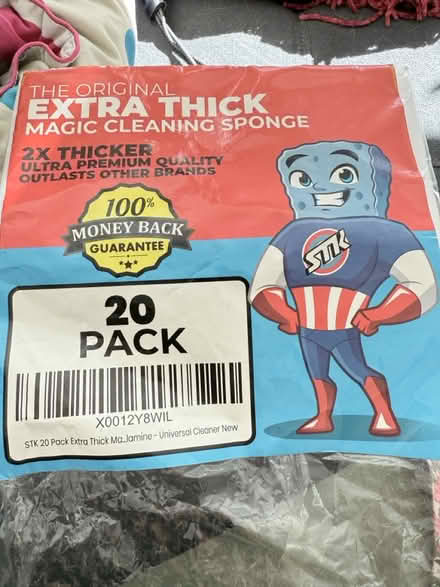 THE ORIGINAL
EXTRA THICK
MAGIC CLEANING SPONGE
2X THICKER
ULTRA PREMIUM QUALITY
OUTLASTS OTHER BRANDS
100%
MONEY BACK
GUARANTEE
STK
20
PACK
X0012Y8WIL
STK 20 Pack Extra Thick Ma...lamine - Universal Cleaner New